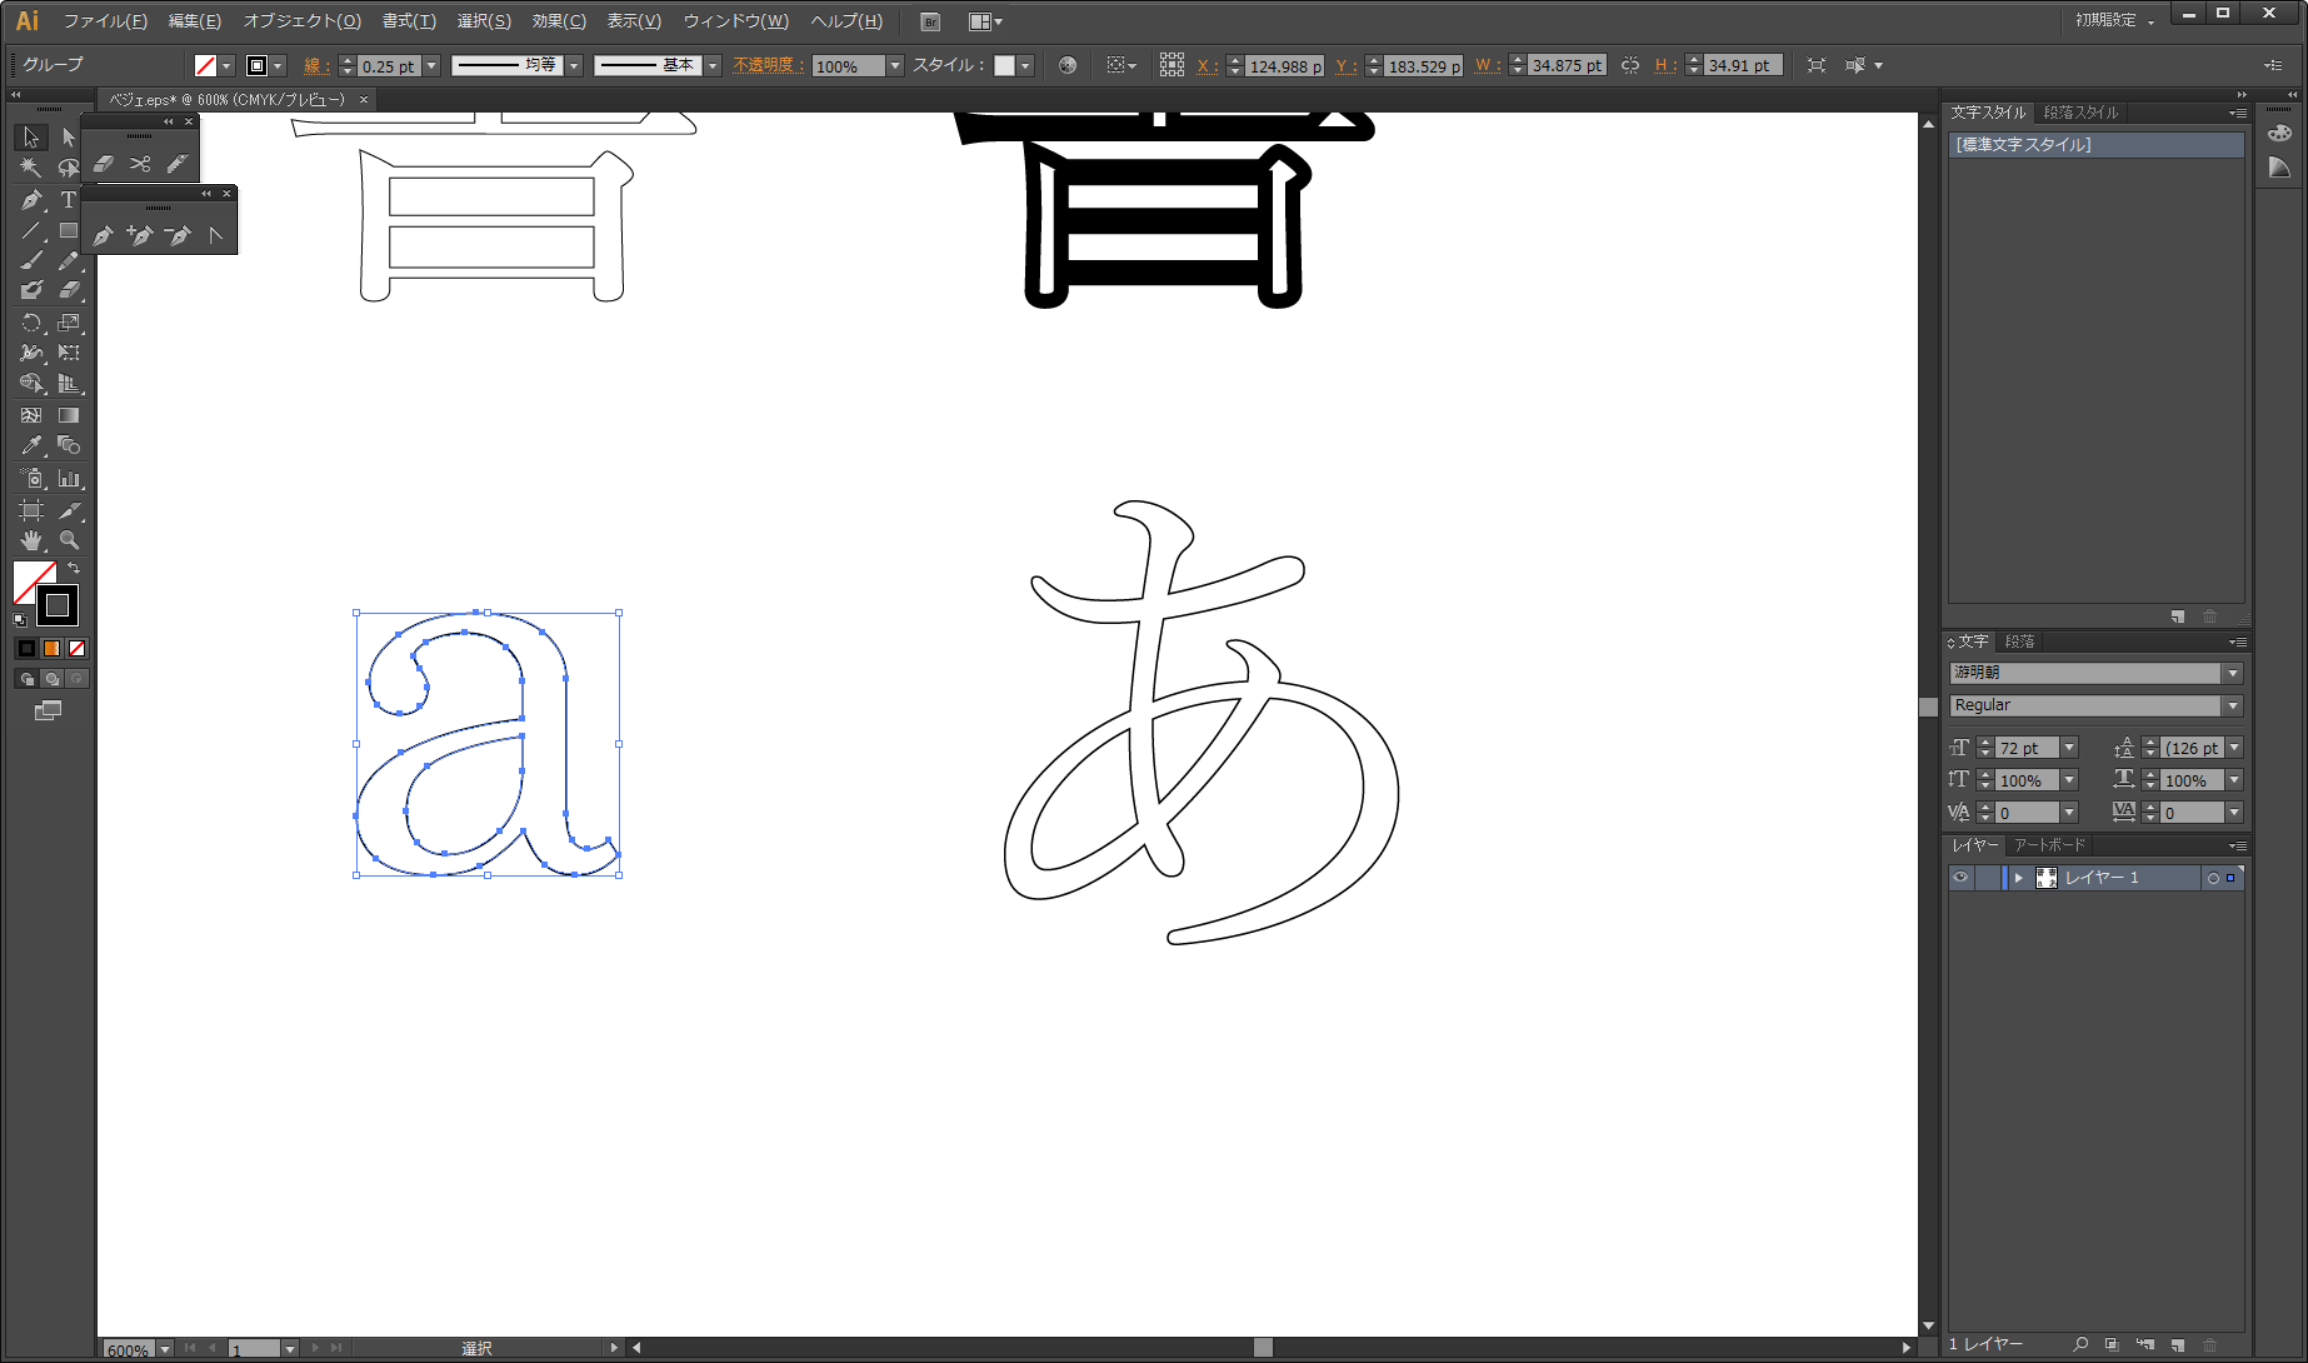 Ai ファイル(F) 編集(E) オブジェクト(O) 書式(T) 選択(S) 効果(C) 表示(V) ウィンドウ(W) ヘルプ(H) Br 初期設定
グループ 線： 0.25 pt 均等 基本 不透明度： 100% スタイル： X： 124.988 p Y： 183.529 p W： 34.875 pt H： 34.91 pt
ベジェ.eps* @ 600% (CMYK/プレビュー)
文字スタイル 段落スタイル
[標準文字スタイル]
a あ
文字 段落
游明朝
Regular
72 pt (126 pt
100% 100%
0 0
レイヤー アートボード
レイヤー 1
1 レイヤー
600% 1 選択